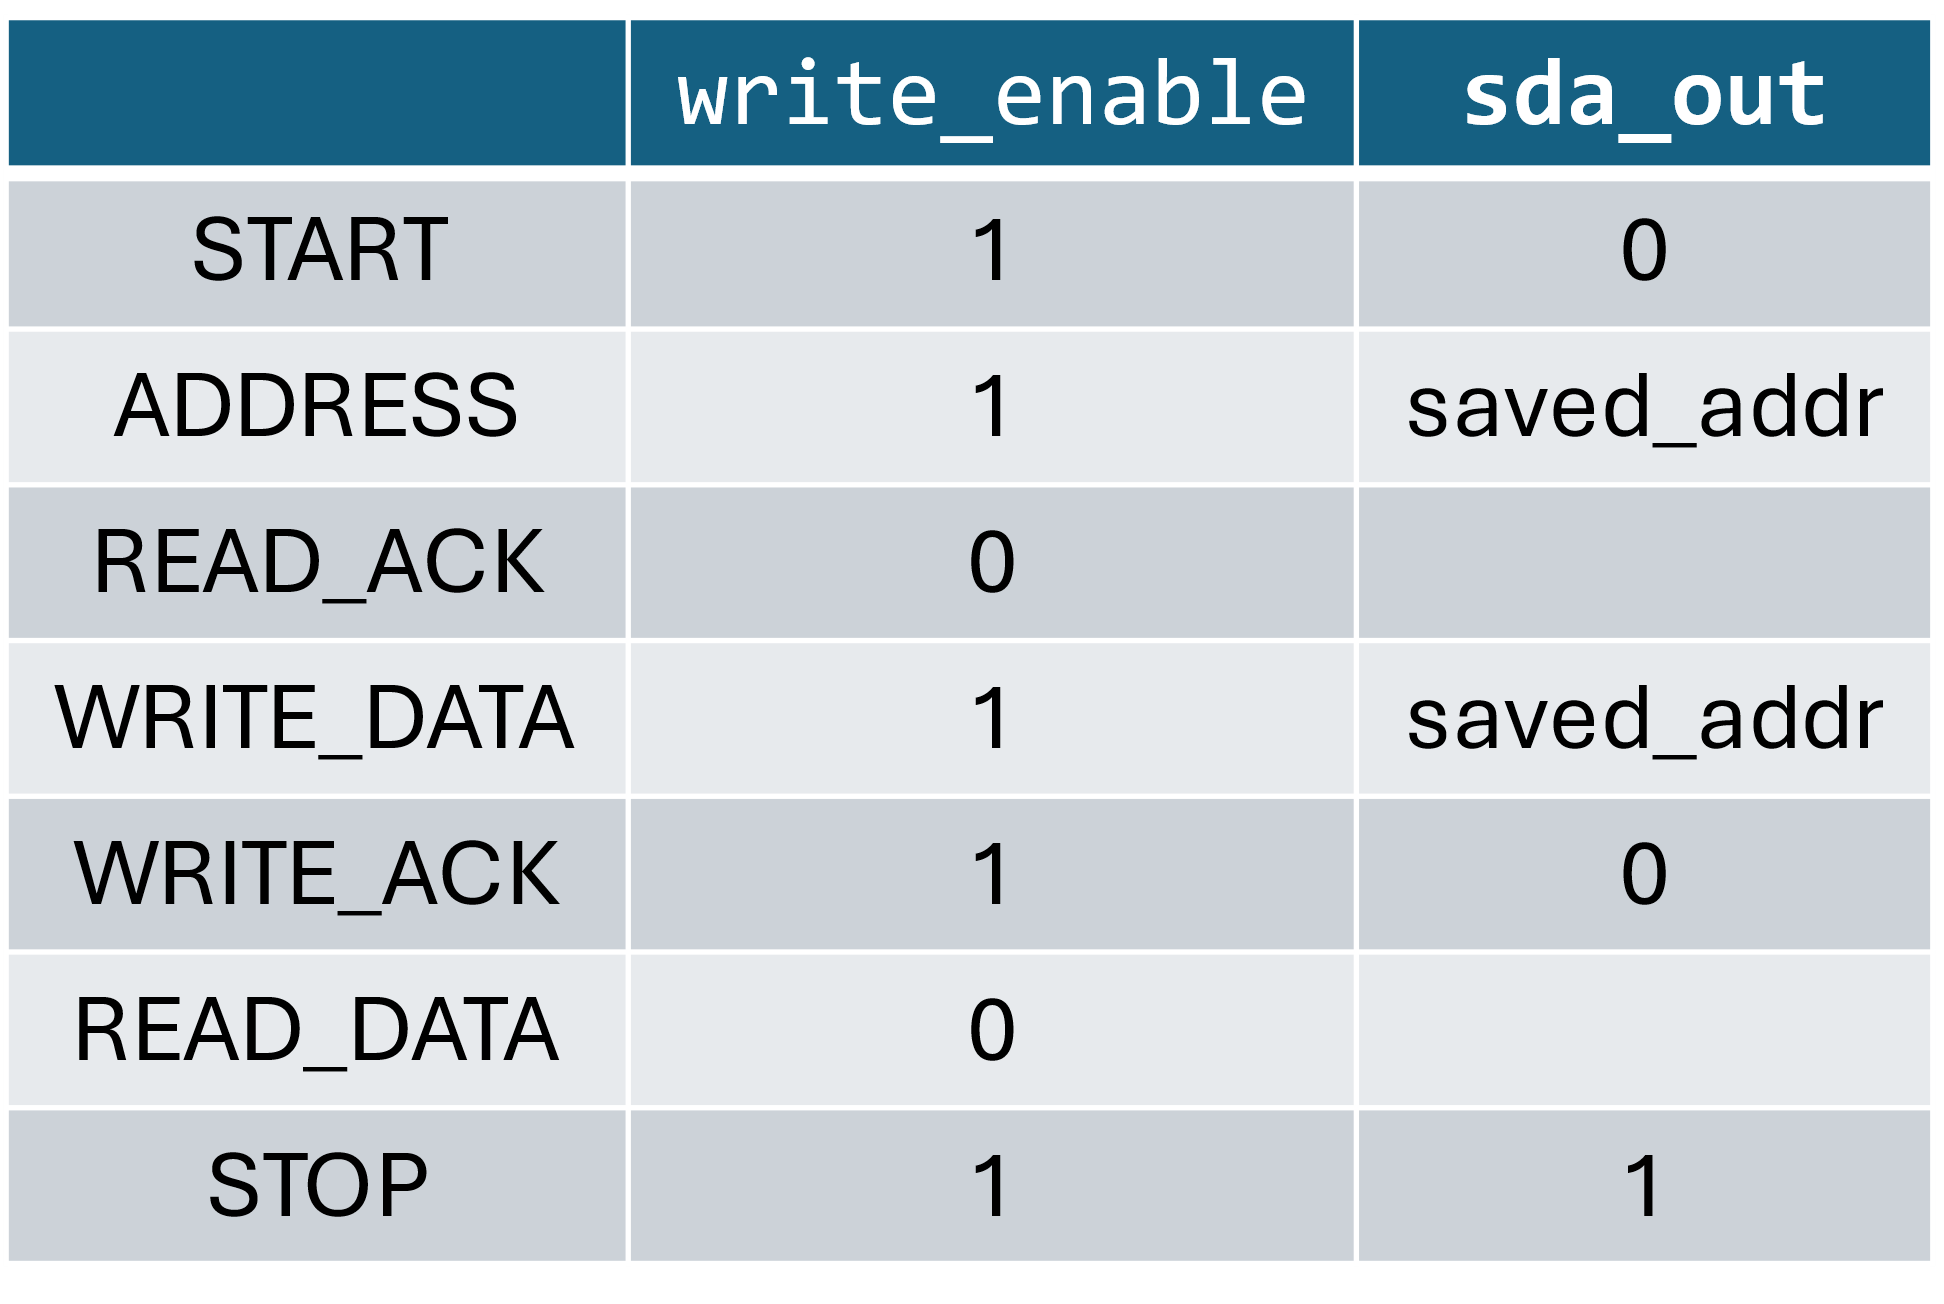 write_enable sda_out
START 1 0
ADDRESS 1 saved_addr
READ_ACK 0
WRITE_DATA 1 saved_addr
WRITE_ACK 1 0
READ_DATA 0
STOP 1 1